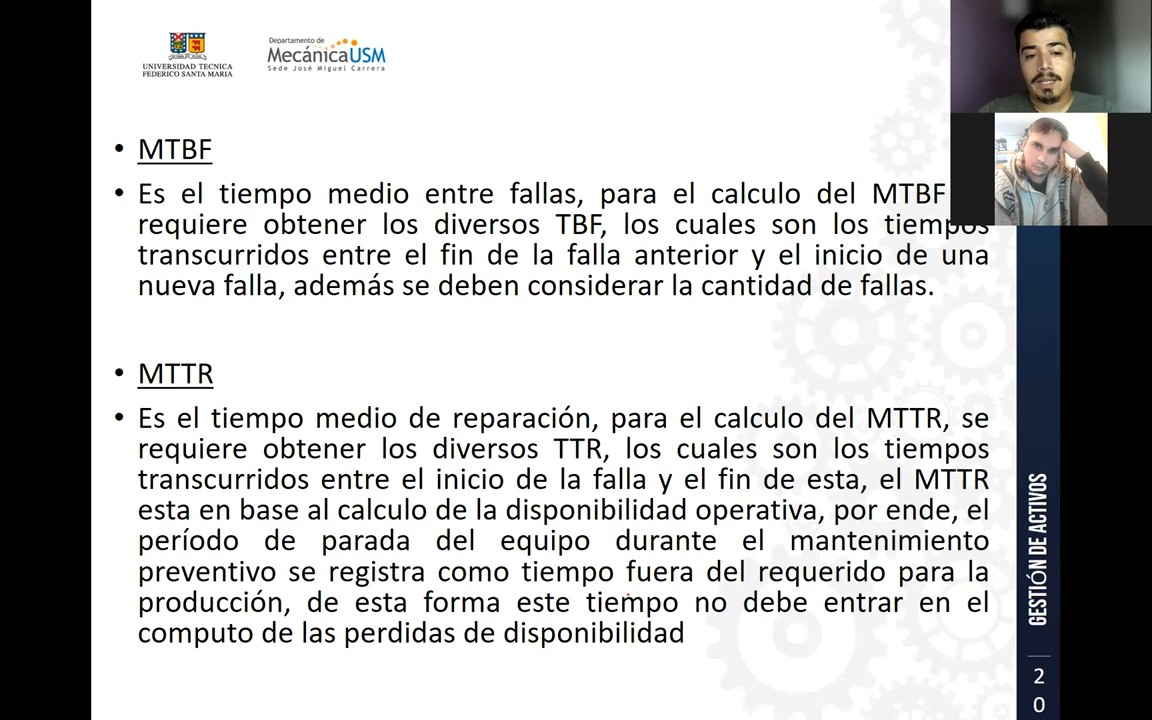 UNIVERSIDAD TECNICA
FEDERICO SANTA MARIA
Departamento de
MecánicaUSM
Sede José Miguel Carrera
• MTBF
• Es el tiempo medio entre fallas, para el calculo del MTBF
requiere obtener los diversos TBF, los cuales son los tiempos
transcurridos entre el fin de la falla anterior y el inicio de una
nueva falla, además se deben considerar la cantidad de fallas.
• MTTR
• Es el tiempo medio de reparación, para el calculo del MTTR, se
requiere obtener los diversos TTR, los cuales son los tiempos
transcurridos entre el inicio de la falla y el fin de esta, el MTTR
esta en base al calculo de la disponibilidad operativa, por ende, el
período de parada del equipo durante el mantenimiento
preventivo se registra como tiempo fuera del requerido para la
producción, de esta forma este tiempo no debe entrar en el
computo de las perdidas de disponibilidad
GESTIÓN DE ACTIVOS
2
0